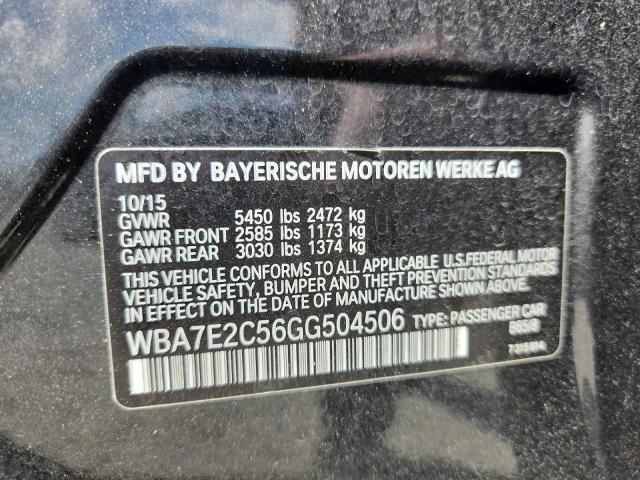 MFD BY BAYERISCHE MOTOREN WERKE AG
10/15
GVWR 5450 lbs 2472 kg
GAWR FRONT 2585 lbs 1173 kg
GAWR REAR 3030 lbs 1374 kg
THIS VEHICLE CONFORMS TO ALL APPLICABLE U.S.FEDERAL MOTOR
VEHICLE SAFETY, BUMPER AND THEFT PREVENTION STANDARDS
IN EFFECT ON THE DATE OF MANUFACTURE SHOWN ABOVE.
WBA7E2C56GG504506 TYPE: PASSENGER CAR